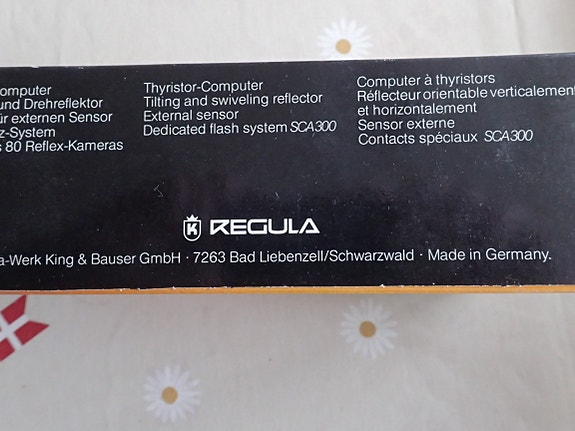 omputer
und Drehreflektor
ür externen Sensor
z-System
s 80 Reflex-Kameras
Thyristor-Computer
Tilting and swiveling reflector
External sensor
Dedicated flash system SCA300
Computer à thyristors
Réflecteur orientable verticalement
et horizontalement
Sensor externe
Contacts spéciaux SCA300
K REGULA
a-Werk King & Bauser GmbH · 7263 Bad Liebenzell/Schwarzwald · Made in Germany.